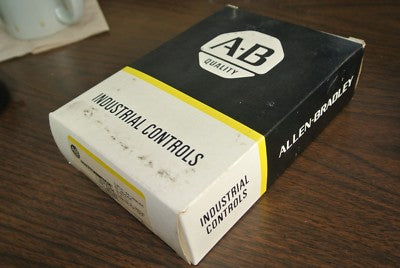 A-B
QUALITY
INDUSTRIAL CONTROLS
ALLEN-BRADLEY
INDUSTRIAL
CONTROLS